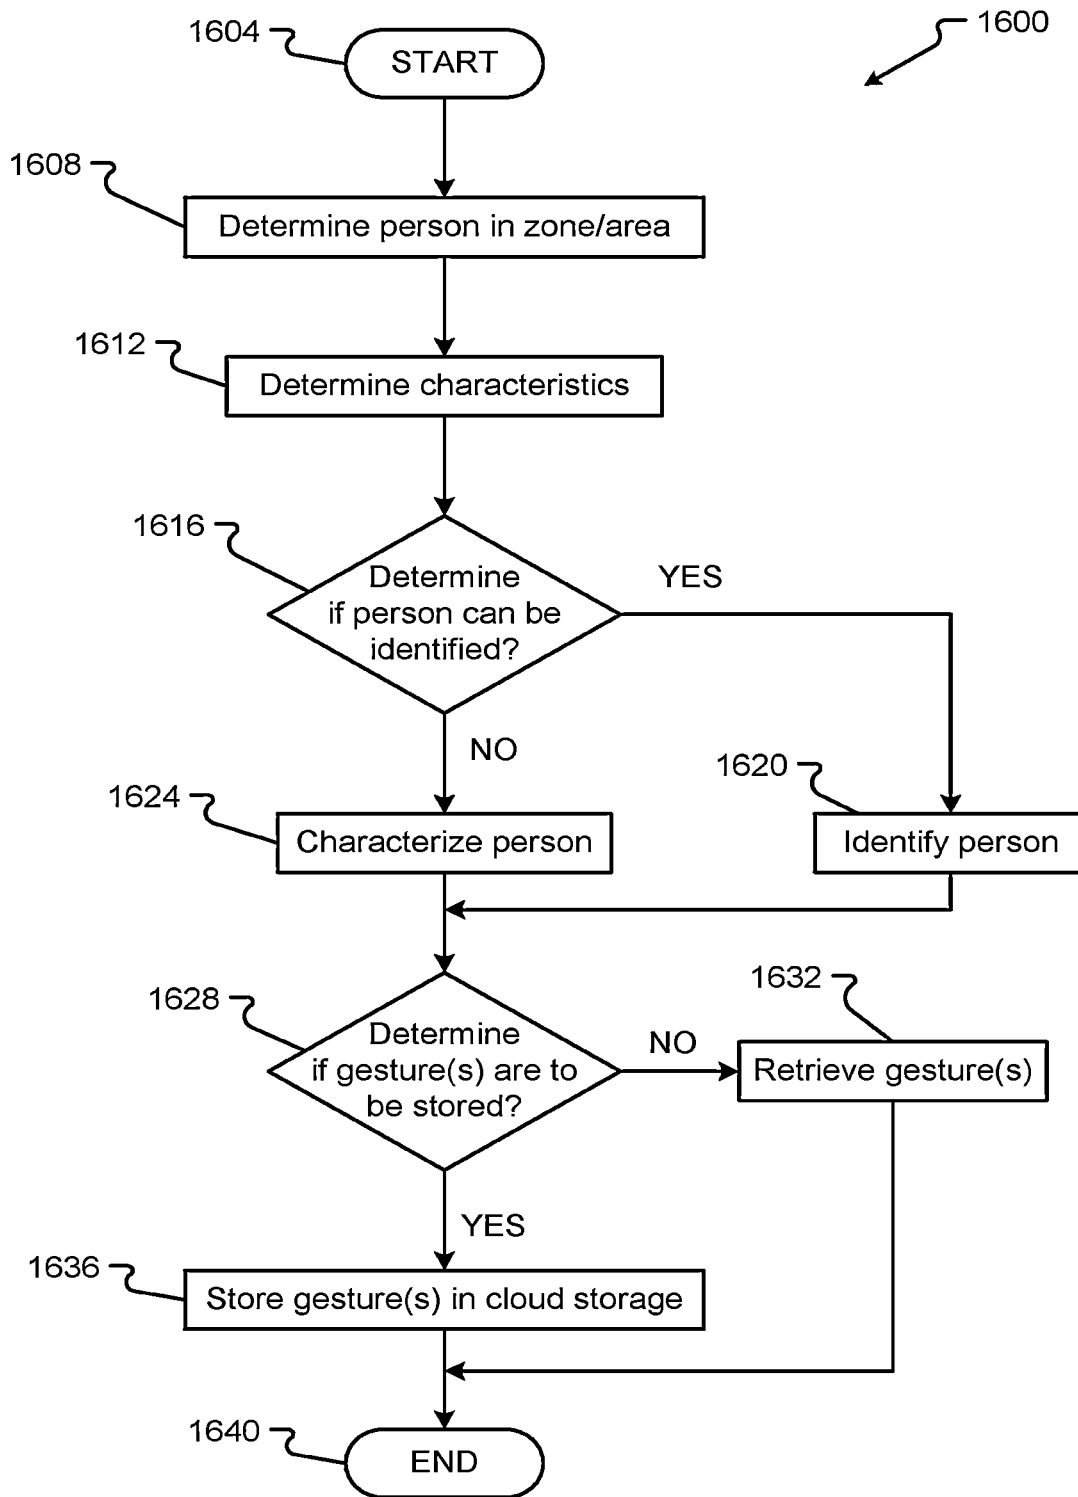 1600
1604
START
1608
Determine person in zone/area
1612
Determine characteristics
1616
Determine
if person can be
identified?
YES
NO
1624
Characterize person
1620
Identify person
1628
Determine
if gesture(s) are to
be stored?
NO
1632
Retrieve gesture(s)
YES
1636
Store gesture(s) in cloud storage
1640
END